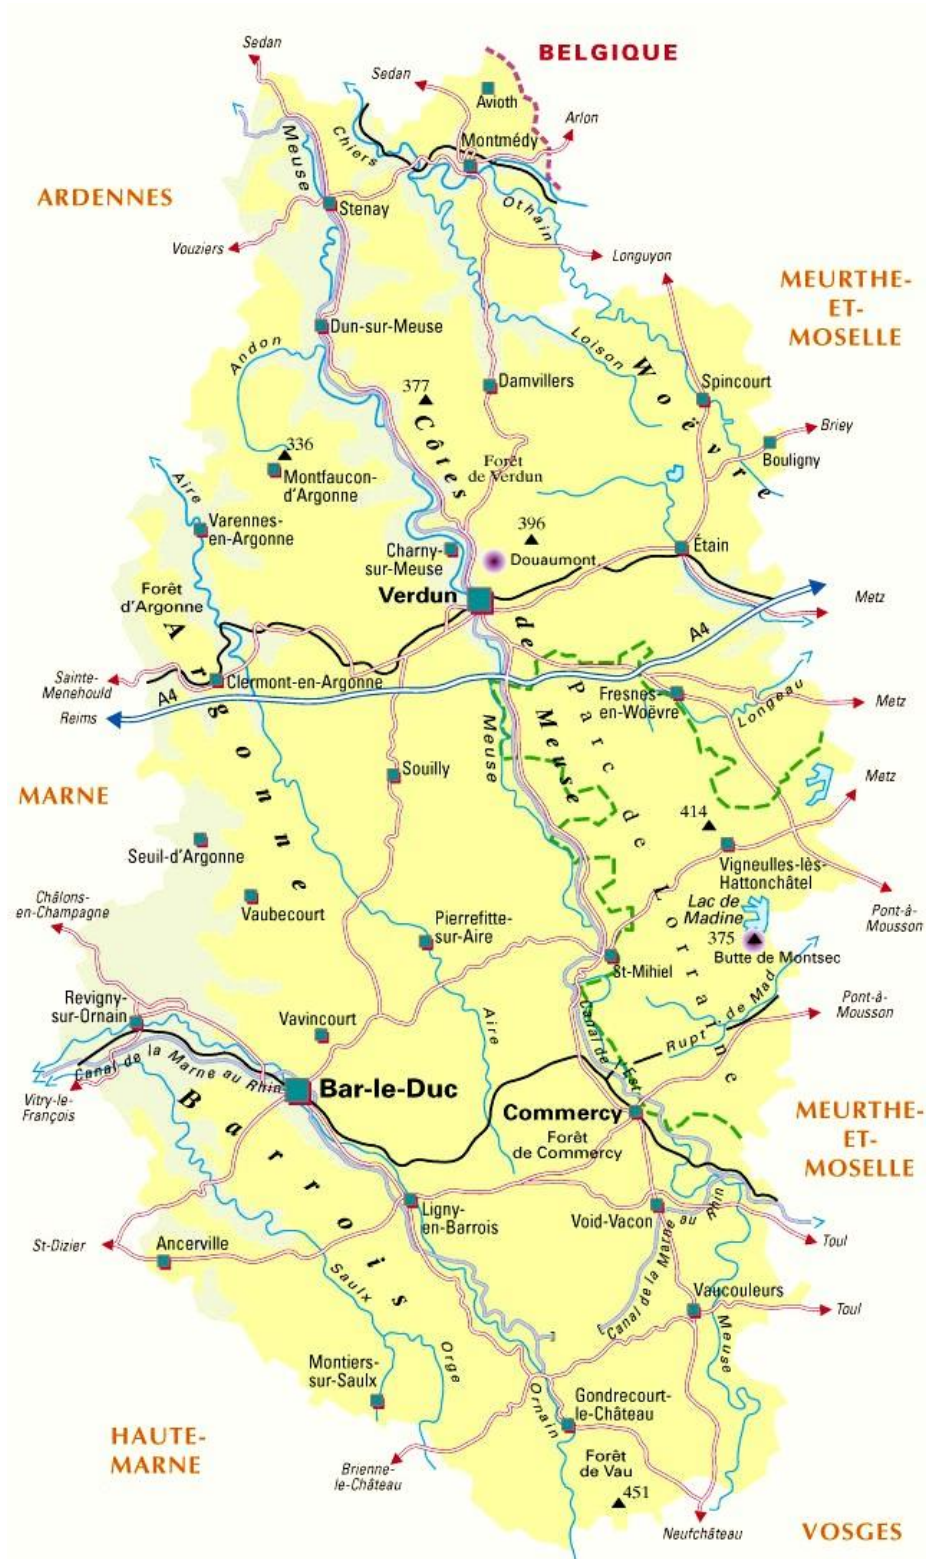 Sedan
BELGIQUE
Sedan
Avioth
Arlon
Meuse
Chiers
Montmédy
ARDENNES
Stenay
Othain
Vouziers
Longuyon
MEURTHE-
ET-
MOSELLE
Dun-sur-Meuse
Andon
Loison
Woëvre
377
Damvillers
Spincourt
Côtes de Meuse
Briey
336
Forêt
de Verdun
Bouligny
Aire
Montfaucon-
d'Argonne
Varennes-
en-Argonne
396
Charny-
sur-Meuse
Douaumont
Étain
Forêt
d'Argonne
Verdun
Metz
Argonne
A4
Sainte-
Menehould
Clermont-en-Argonne
A4
Reims
Parc de Lorraine
Fresnes-
en-Woëvre
Longeau
Metz
Meuse
Souilly
Metz
MARNE
414
Seuil-d'Argonne
Vigneulles-lès-
Hattonchâtel
Châlons-
en-Champagne
Vaubecourt
Lac de
Madine
Pierrefitte-
sur-Aire
Pont-à-
Mousson
375
Butte de Montsec
St-Mihiel
Revigny-
sur-Ornain
Vavincourt
Aire
Canal de l'Est
Rupt de Mad
Pont-à-
Mousson
Canal de la Marne au Rhin
Vitry-le-
François
Bar-le-Duc
Barrois
Commercy
MEURTHE-
ET-
MOSELLE
Forêt
de Commercy
Ligny-
en-Barrois
Void-Vacon
Canal de la Marne au Rhin
St-Dizier
Ancerville
Toul
Saulx
Vaucouleurs
Toul
Meuse
Montiers-
sur-Saulx
Orge
Ornain
Gondrecourt-
le-Château
HAUTE-
MARNE
Brienne-
le-Château
Forêt
de Vau
451
Neufchâteau
VOSGES